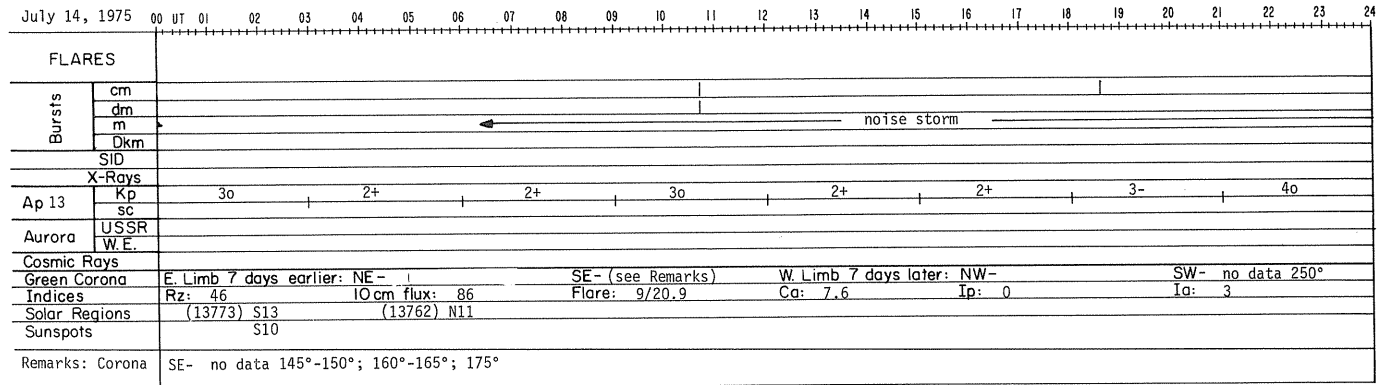 July 14, 1975 00 UT 01 02 03 04 05 06 07 08 09 10 11 12 13 14 15 16 17 18 19 20 21 22 23 24
FLARES
Bursts
cm
dm
m noise storm
Dkm
SID
X-Rays
Ap 13 Kp 3o 2+ 2+ 3o 2+ 2+ 3- 4o
sc
Aurora USSR
W.E.
Cosmic Rays
Green Corona E. Limb 7 days earlier: NE- SE- (see Remarks) W. Limb 7 days later: NW- SW- no data 250°
Indices Rz: 46 10 cm flux: 86 Flare: 9/20.9 Ca: 7.6 Ip: 0 Ia: 3
Solar Regions (13773) S13 (13762) N11
Sunspots S10
Remarks: Corona SE- no data 145°-150°; 160°-165°; 175°